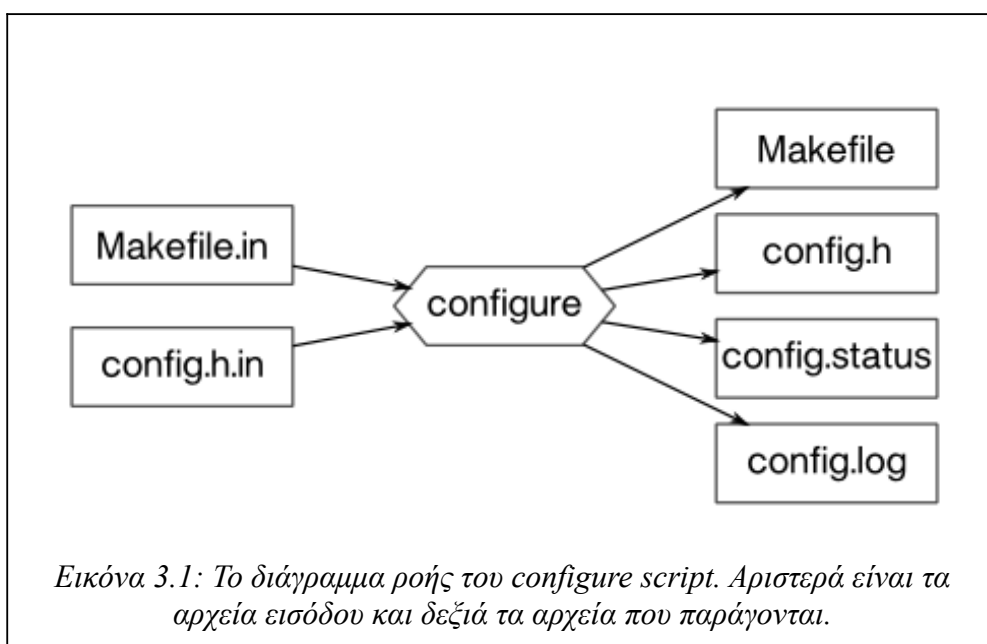 Makefile
Makefile.in
config.h
configure
config.h.in
config.status
config.log
Εικόνα 3.1: Το διάγραμμα ροής του configure script. Αριστερά είναι τα
αρχεία εισόδου και δεξιά τα αρχεία που παράγονται.